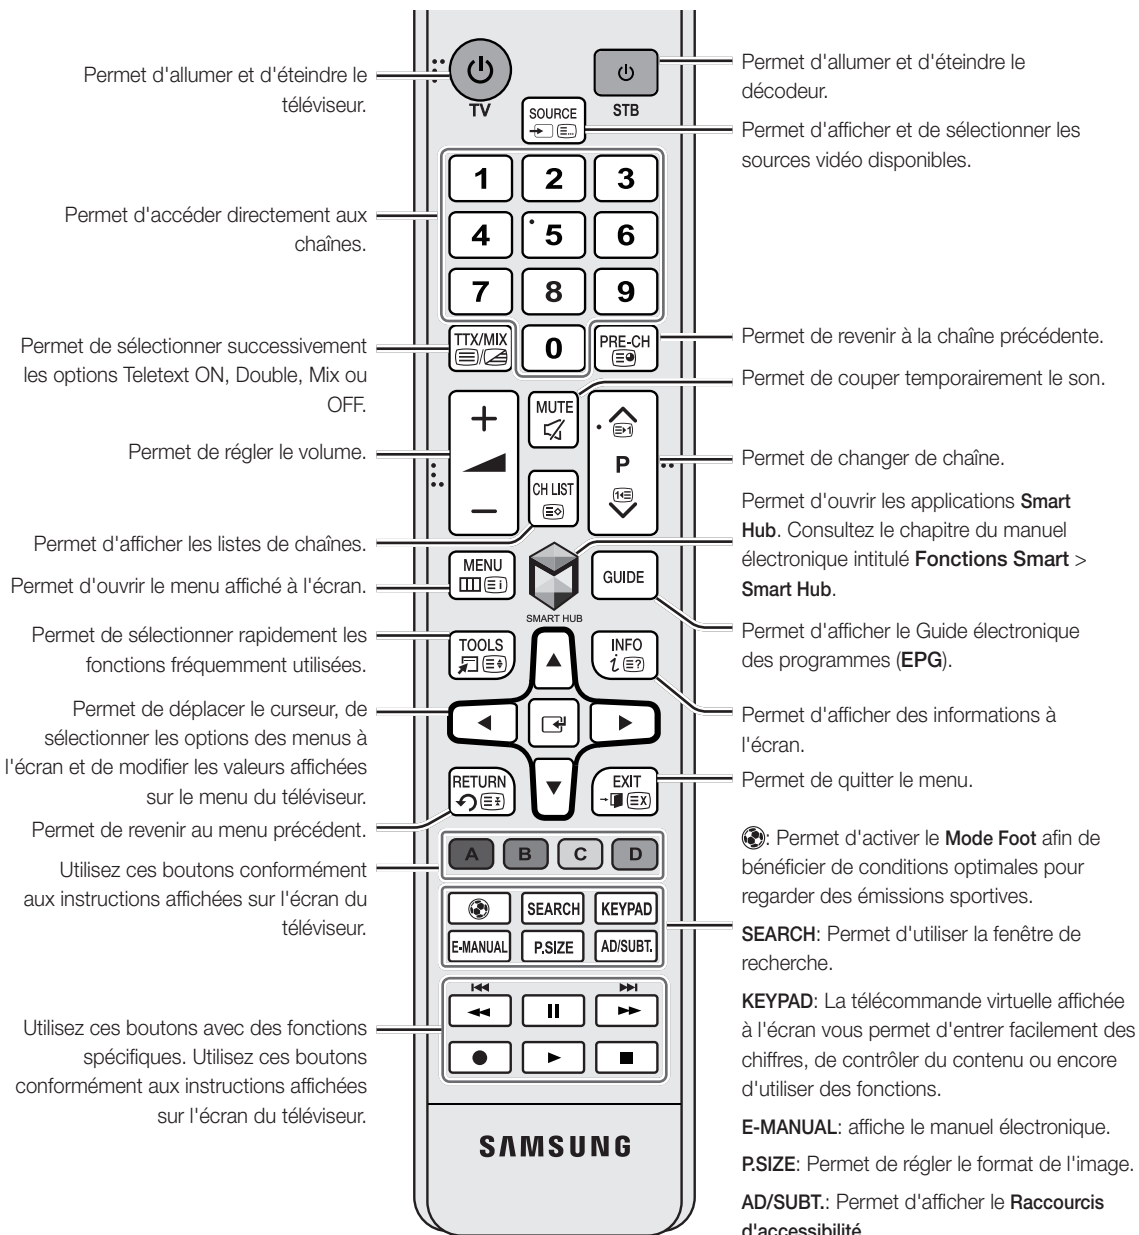 Permet d'allumer et d'éteindre le
téléviseur.
Permet d'accéder directement aux
chaînes.
Permet de sélectionner successivement
les options Teletext ON, Double, Mix ou
OFF.
Permet de régler le volume.
Permet d'afficher les listes de chaînes.
Permet d'ouvrir le menu affiché à l'écran.
Permet de sélectionner rapidement les
fonctions fréquemment utilisées.
Permet de déplacer le curseur, de
sélectionner les options des menus à
l'écran et de modifier les valeurs affichées
sur le menu du téléviseur.
Permet de revenir au menu précédent.
Utilisez ces boutons conformément
aux instructions affichées sur l'écran du
téléviseur.
Utilisez ces boutons avec des fonctions
spécifiques. Utilisez ces boutons
conformément aux instructions affichées
sur l'écran du téléviseur.
TV
STB
SOURCE
1 2 3
4 5 6
7 8 9
TTX/MIX
0
PRE-CH
MUTE
P
CH LIST
MENU
SMART HUB
GUIDE
TOOLS
INFO
RETURN
EXIT
A B C D
SEARCH
KEYPAD
E-MANUAL
P.SIZE
AD/SUBT.
SAMSUNG
Permet d'allumer et d'éteindre le
décodeur.
Permet d'afficher et de sélectionner les
sources vidéo disponibles.
Permet de revenir à la chaîne précédente.
Permet de couper temporairement le son.
Permet de changer de chaîne.
Permet d'ouvrir les applications Smart
Hub. Consultez le chapitre du manuel
électronique intitulé Fonctions Smart >
Smart Hub.
Permet d'afficher le Guide électronique
des programmes (EPG).
Permet d'afficher des informations à
l'écran.
Permet de quitter le menu.
: Permet d'activer le Mode Foot afin de
bénéficier de conditions optimales pour
regarder des émissions sportives.
SEARCH: Permet d'utiliser la fenêtre de
recherche.
KEYPAD: La télécommande virtuelle affichée
à l'écran vous permet d'entrer facilement des
chiffres, de contrôler du contenu ou encore
d'utiliser des fonctions.
E-MANUAL: affiche le manuel électronique.
P.SIZE: Permet de régler le format de l'image.
AD/SUBT.: Permet d'afficher le Raccourcis
d'accessibilité